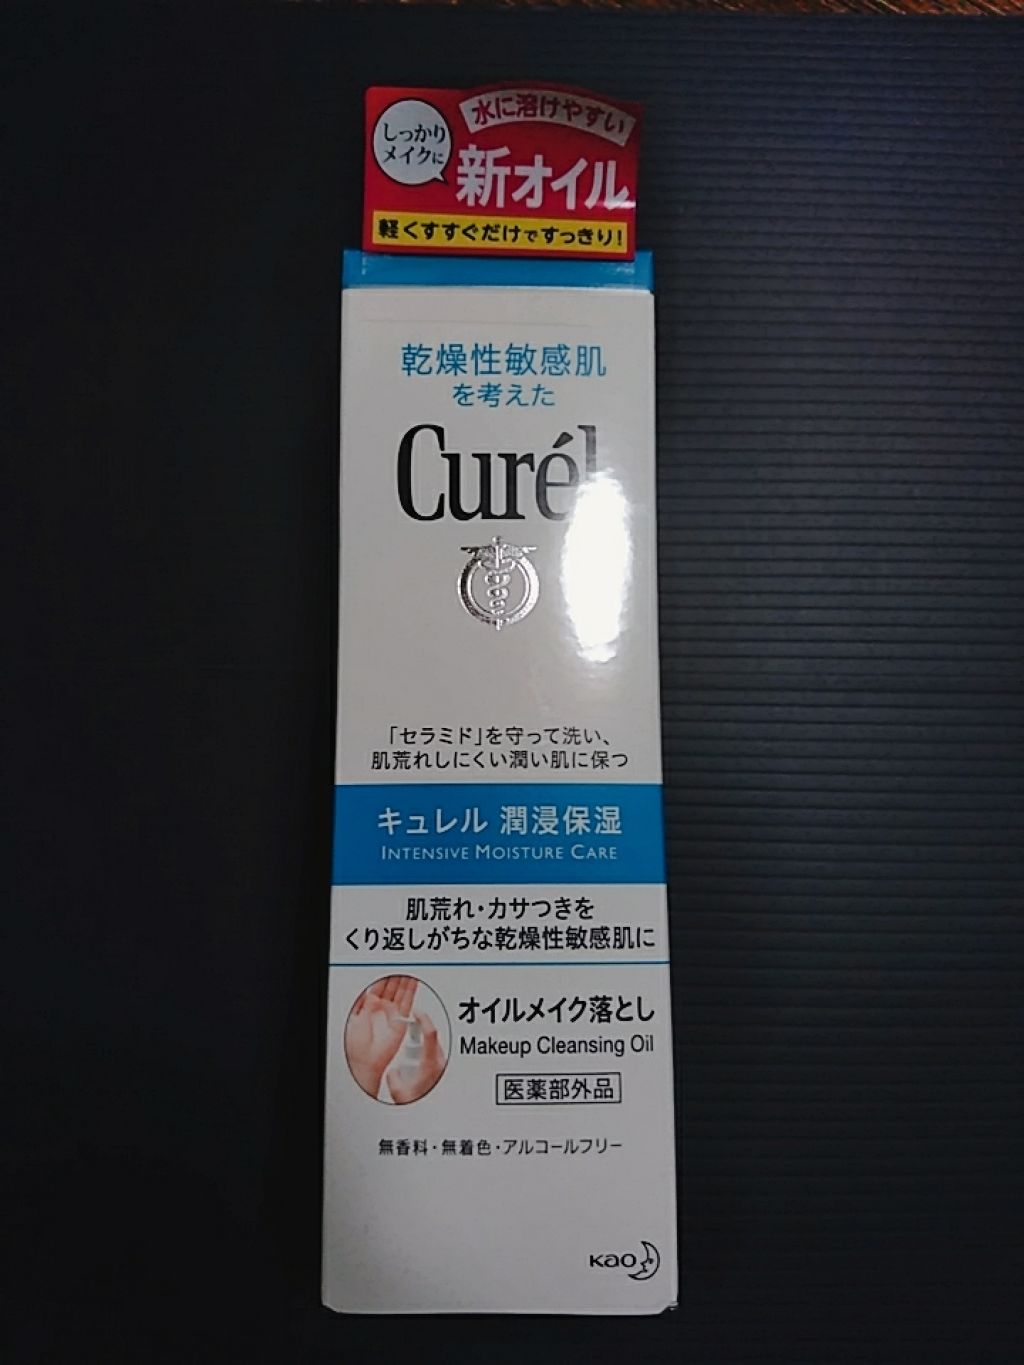 しっかり
メイクに
水に溶けやすい
新オイル
軽くすすぐだけですっきり!
乾燥性敏感肌
を考えた
Curél
「セラミド」を守って洗い、
肌荒れしにくい潤い肌に保つ
キュレル 潤浸保湿
INTENSIVE MOISTURE CARE
肌荒れ・カサつきを
くり返しがちな乾燥性敏感肌に
オイルメイク落とし
Makeup Cleansing Oil
医薬部外品
無香料・無着色・アルコールフリー
kao